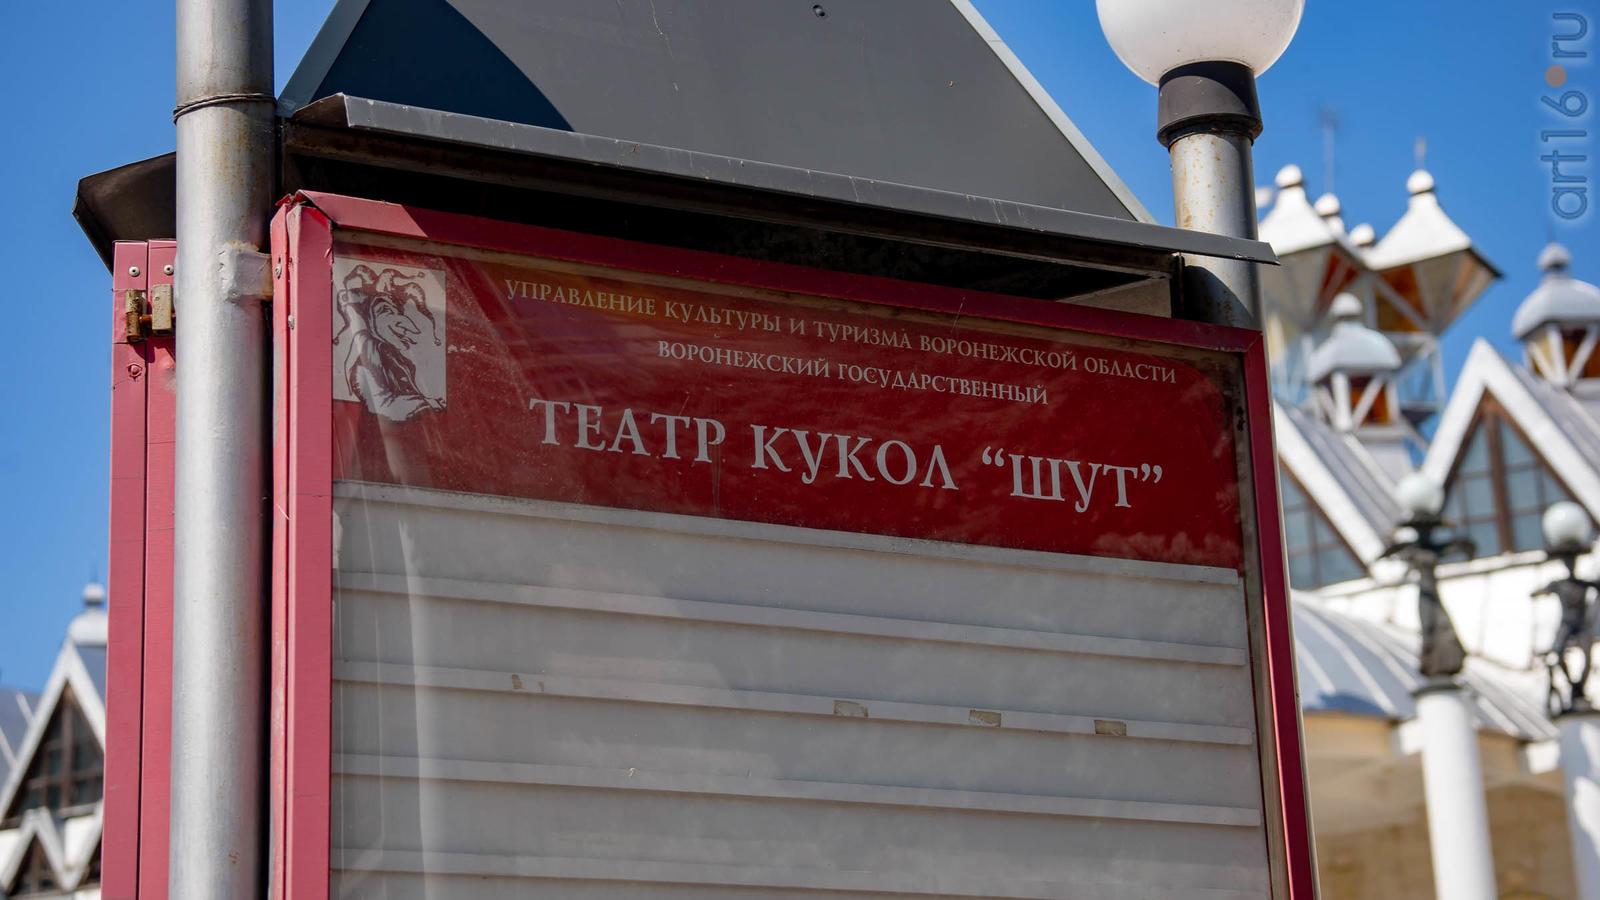 УПРАВЛЕНИЕ КУЛЬТУРЫ И ТУРИЗМА ВОРОНЕЖСКОЙ ОБЛАСТИ
ВОРОНЕЖСКИЙ ГОСУДАРСТВЕННЫЙ
ТЕАТР КУКОЛ “ШУТ”
art16.ru